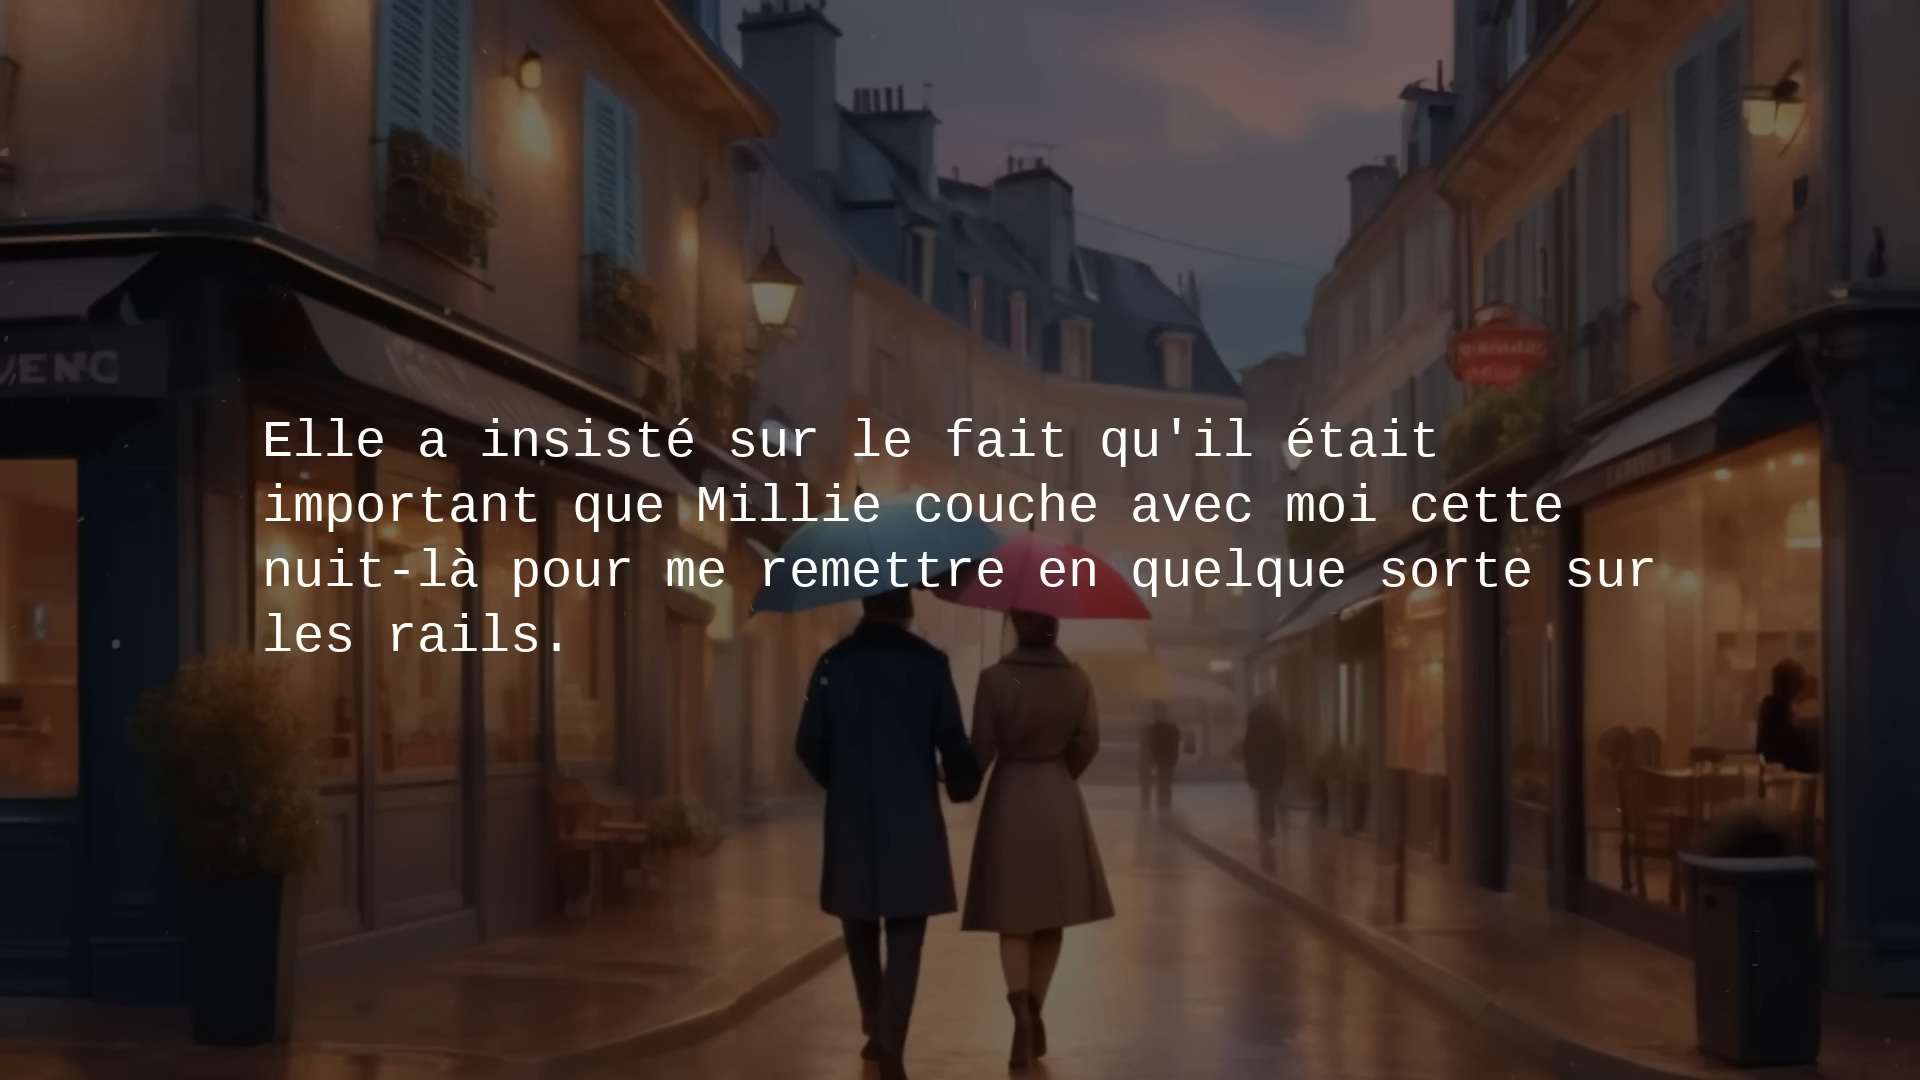 Elle a insisté sur le fait qu'il était
important que Millie couche avec moi cette
nuit-là pour me remettre en quelque sorte sur
les rails.